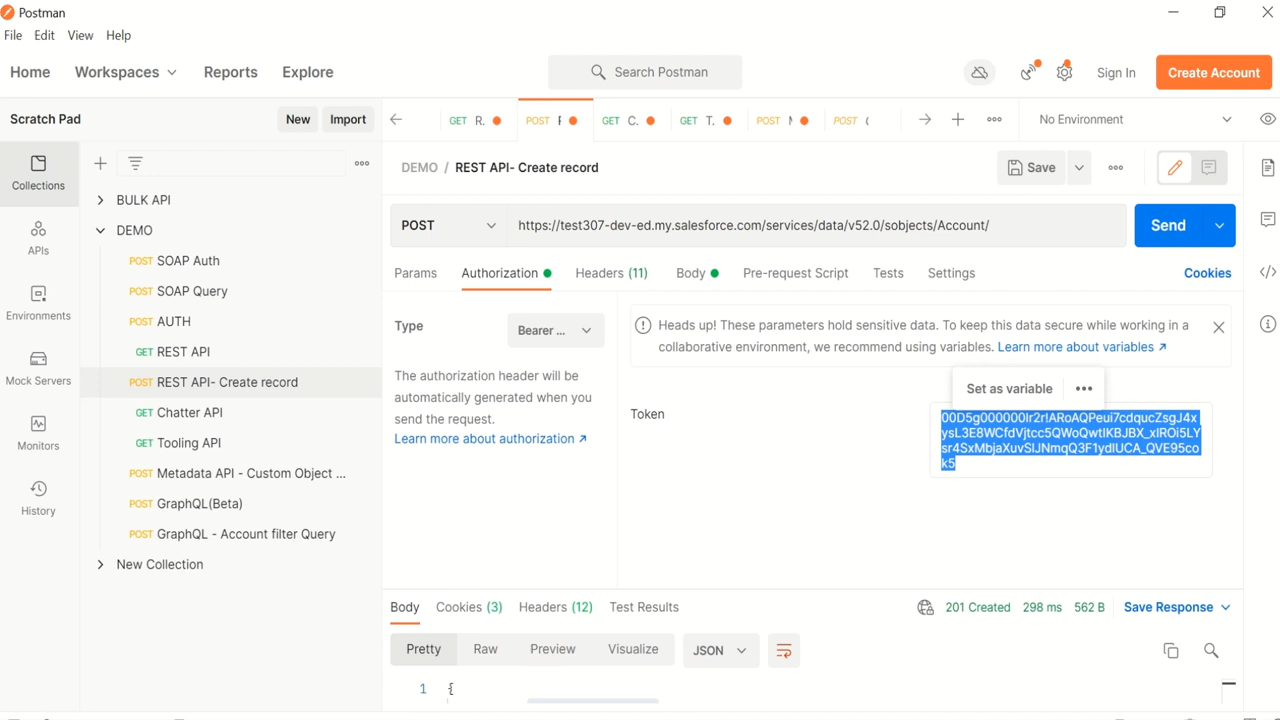 Postman
File Edit View Help
Home Workspaces Reports Explore Search Postman Sign In Create Account
Scratch Pad New Import
GET R. POST F GET C. GET T. POST POST No Environment
Collections
APIs
Environments
Mock Servers
Monitors
History
BULK API
DEMO
POST SOAP Auth
POST SOAP Query
POST AUTH
GET REST API
POST REST API- Create record
GET Chatter API
GET Tooling API
POST Metadata API - Custom Object ...
POST GraphQL(Beta)
POST GraphQL - Account filter Query
New Collection
DEMO / REST API- Create record Save
POST https://test307-dev-ed.my.salesforce.com/services/data/v52.0/sobjects/Account/ Send
Params Authorization Headers (11) Body Pre-request Script Tests Settings Cookies
Type Bearer ...
The authorization header will be
automatically generated when you
send the request.
Learn more about authorization
Heads up! These parameters hold sensitive data. To keep this data secure while working in a
collaborative environment, we recommend using variables. Learn more about variables
Set as variable
Token
Body Cookies (3) Headers (12) Test Results 201 Created 298 ms 562 B Save Response
Pretty Raw Preview Visualize JSON
1 {